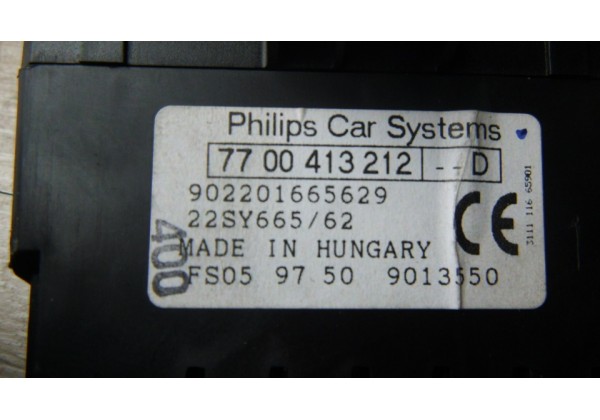 Philips Car Systems
77 00 413 212 -- D
902201665629
22SY665/62
MADE IN HUNGARY
FS05 97 50 9013550
CE
400
3111 116 65901